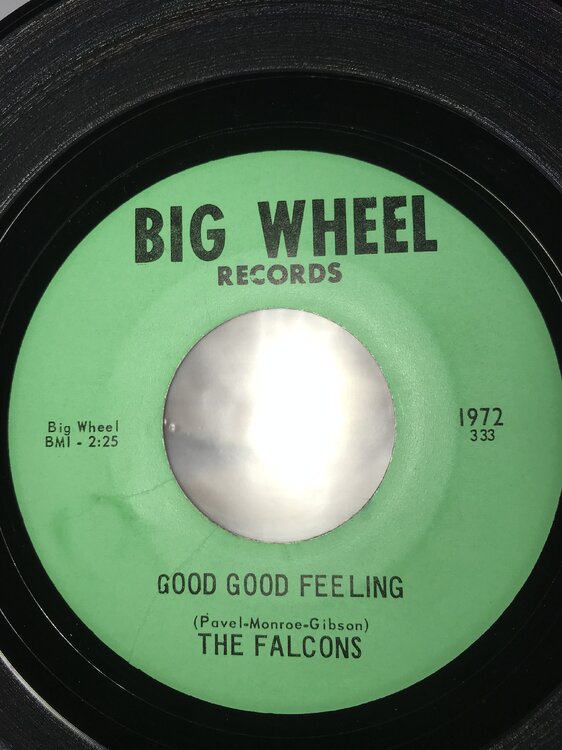 BIG WHEEL
RECORDS
Big Wheel
BMI - 2:25
1972
333
GOOD GOOD FEELING
(Pavel-Monroe-Gibson)
THE FALCONS